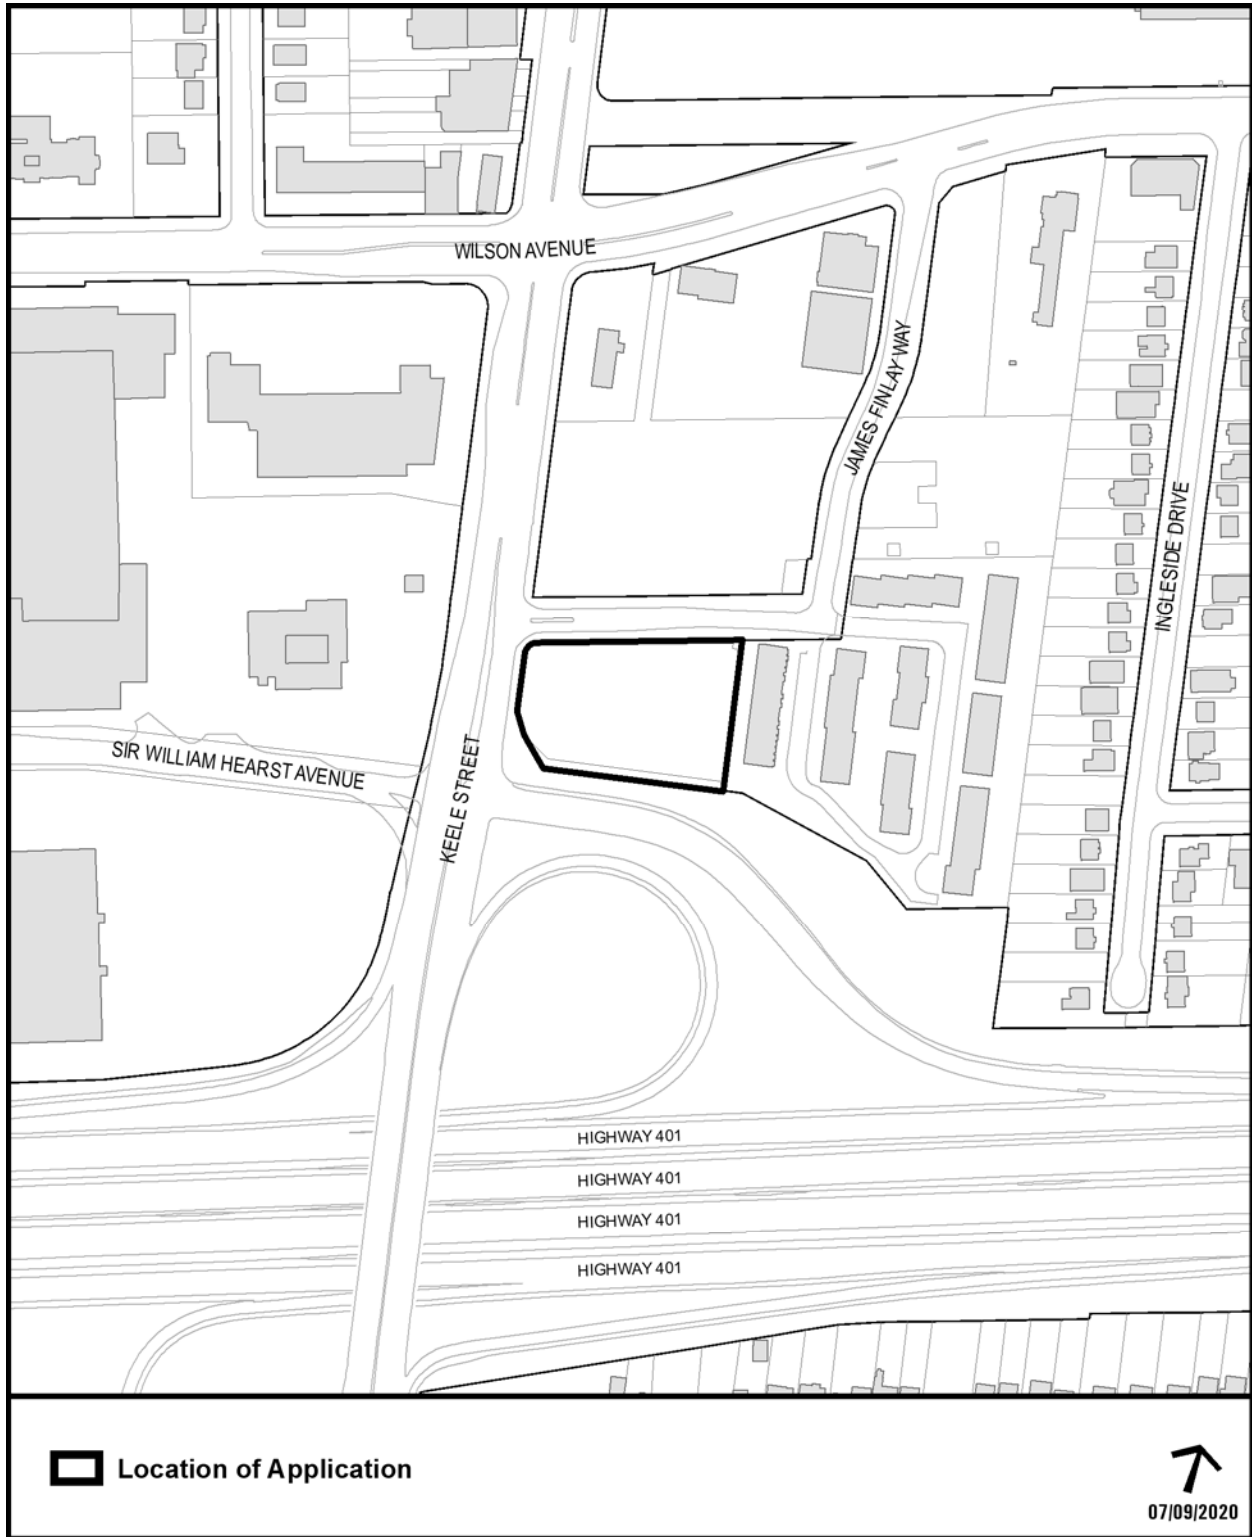 WILSON AVENUE
JAMES FINLAY WAY
INGLESIDE DRIVE
SIR WILLIAM HEARST AVENUE
KEELE STREET
HIGHWAY 401
HIGHWAY 401
HIGHWAY 401
HIGHWAY 401
Location of Application
07/09/2020